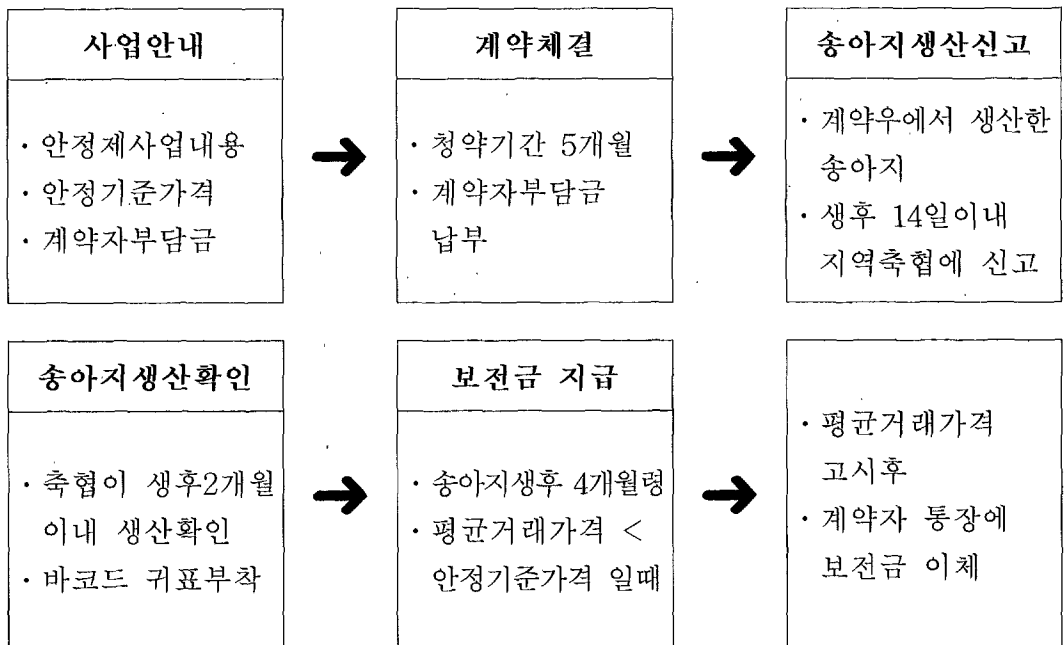 사업안내
· 안정제사업내용
· 안정기준가격
· 계약자부담금
계약체결
· 청약기간 5개월
· 계약자부담금
납부
송아지생산신고
· 계약우에서 생산한
송아지
· 생후 14일이내
지역축협에 신고
송아지생산확인
· 축협이 생후2개월
이내 생산확인
· 바코드 귀표부착
보전금 지급
· 송아지생후 4개월령
· 평균거래가격 <
안정기준가격 일때
· 평균거래가격
고시후
· 계약자 통장에
보전금 이체